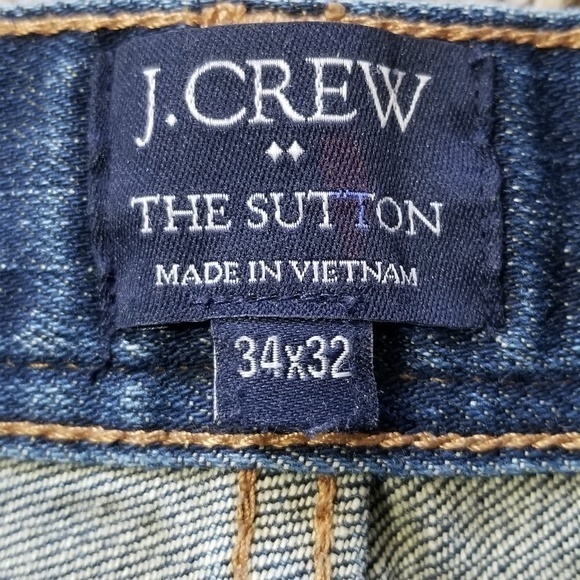 J.CREW
THE SUTTON
MADE IN VIETNAM
34x32